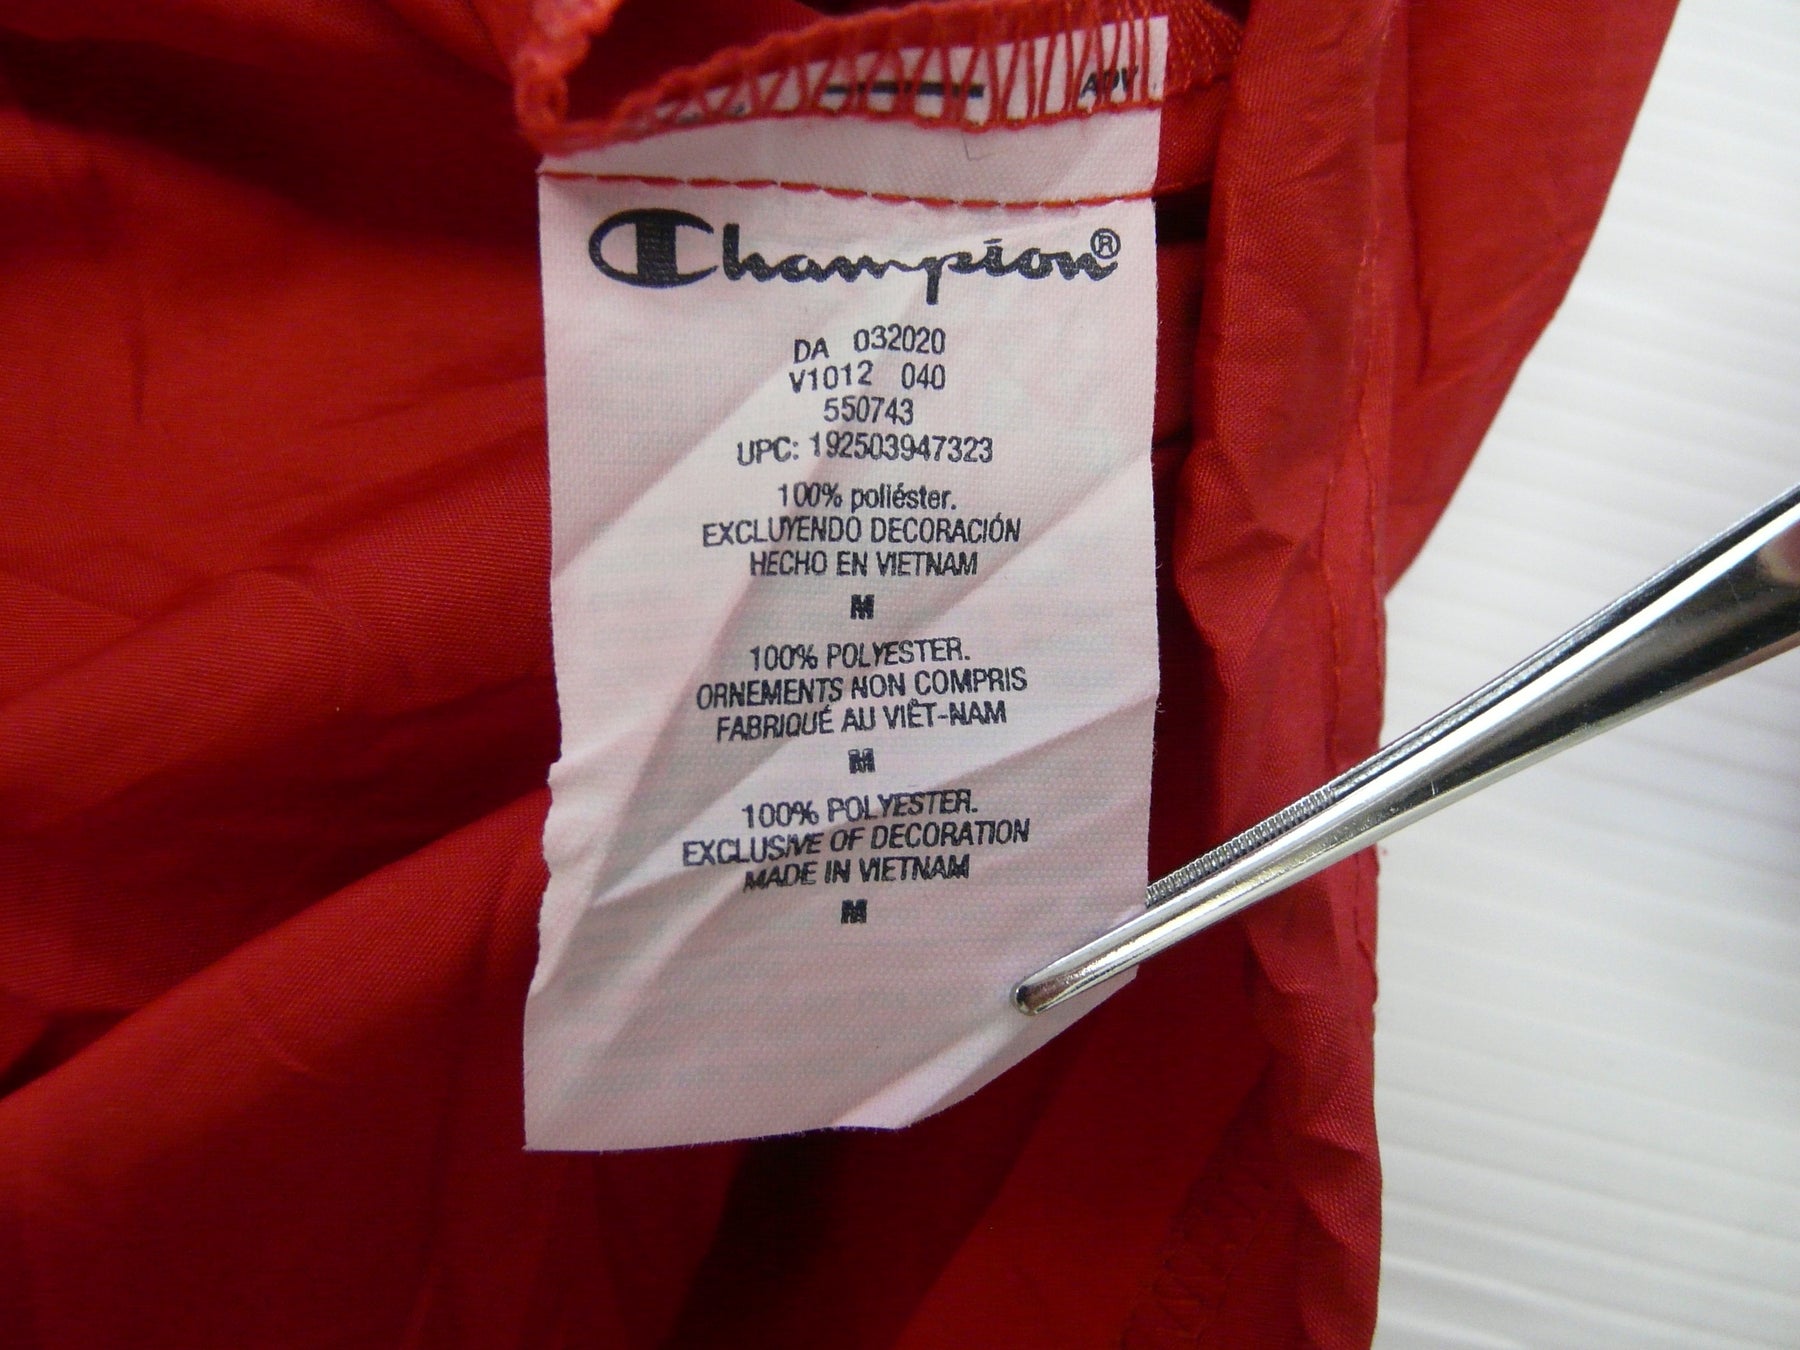 ADV
Champion®
DA 032020
V1012 040
550743
UPC: 192503947323
100% poliéster.
EXCLUYENDO DECORACIÓN
HECHO EN VIETNAM
M
100% POLYESTER.
ORNEMENTS NON COMPRIS
FABRIQUÉ AU VIÊT-NAM
M
100% POLYESTER.
EXCLUSIVE OF DECORATION
MADE IN VIETNAM
M